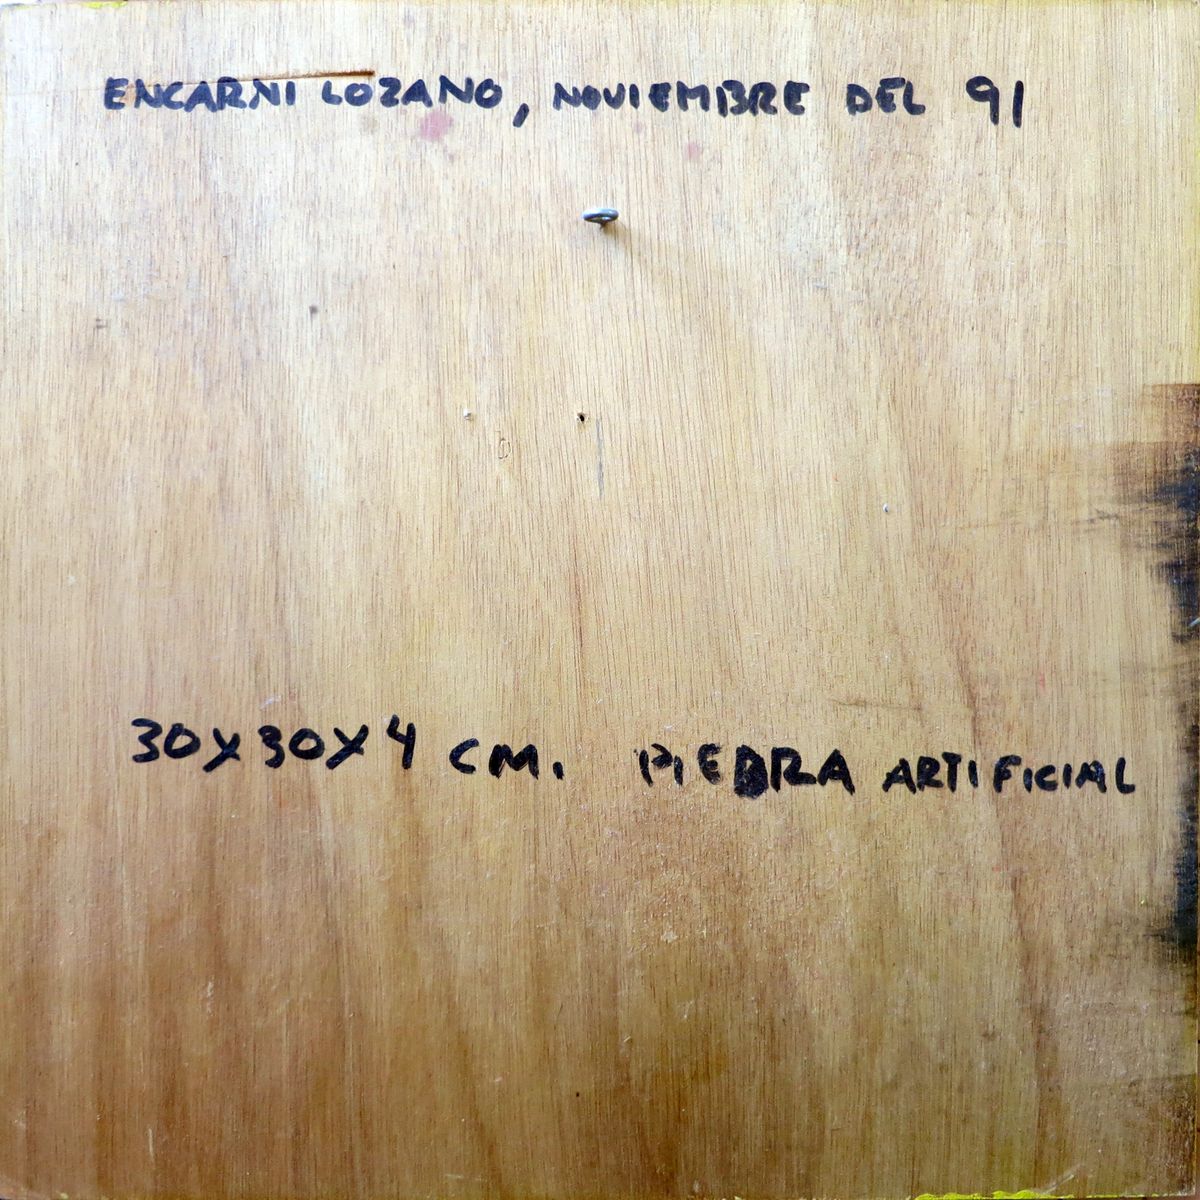 ENCARNI LOZANO, NOVIEMBRE DEL 91
30X30X4 CM. PIEDRA ARTIFICIAL